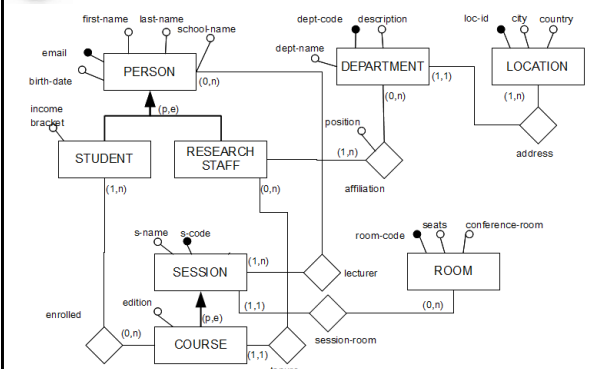 first-name
last-name
school-name
email
birth-date
PERSON
(0,n)
(p,e)
dept-code
description
dept-name
DEPARTMENT
(1,1)
(0,n)
loc-id
city
country
LOCATION
(1,n)
address
income
bracket
STUDENT
(1,n)
RESEARCH
STAFF
(1,n)
(0,n)
position
affiliation
s-name
s-code
SESSION
(1,n)
(1,1)
lecturer
room-code
seats
conference-room
ROOM
(0,n)
session-room
enrolled
edition
(p,e)
(0,n)
COURSE
(1,1)